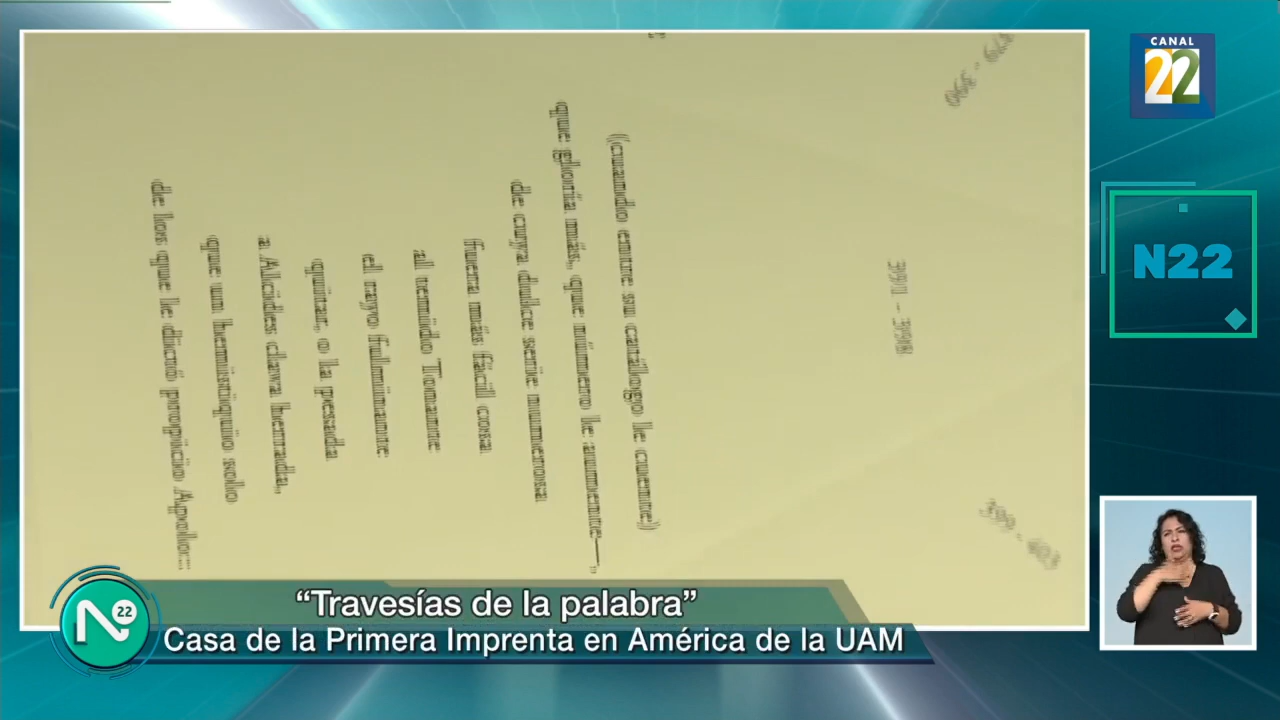 CANAL
22
N22
(cuando entre su catálogo le cuente)
que gloria más, que número le aumente—
de cuya dulce serie numerosa
fuera más fácil cosa
al temido Tonante
el rayo fulminante
quitar, o la pesada
a Alcides clava herrada,
que un hemistiquio solo
de los que le dictó propicio Apolo:
N 22
“Travesías de la palabra”
Casa de la Primera Imprenta en América de la UAM